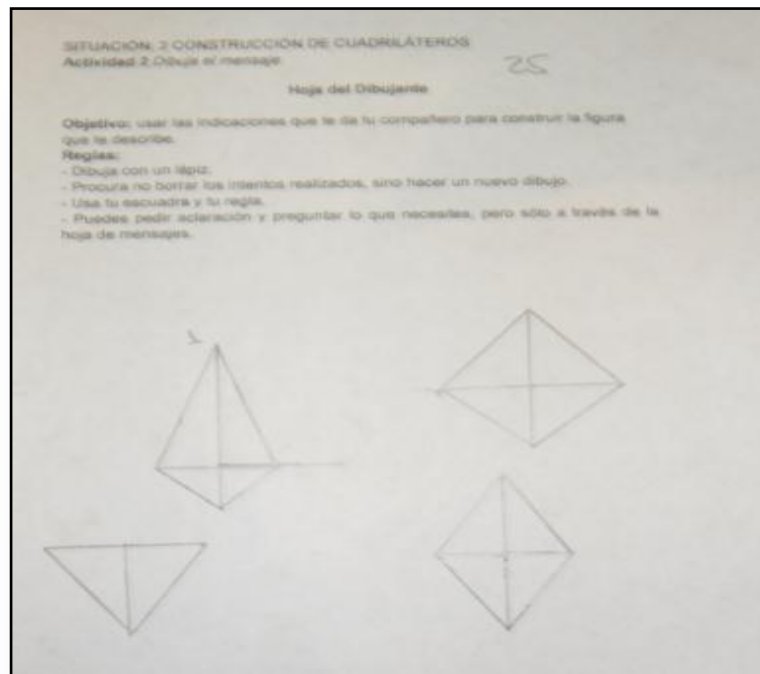 SITUACIÓN: 2 CONSTRUCCIÓN DE CUADRILÁTEROS
Actividad 2 Dibuja el mensaje
25
Hoja del Dibujante
Objetivo: usar las indicaciones que te da tu compañero para construir la figura
que te describe.
Reglas:
- Dibuja con un lápiz.
- Procura no borrar los intentos realizados, sino hacer un nuevo dibujo.
- Usa tu escuadra y tu regla.
- Puedes pedir aclaración y preguntar lo que necesites, pero sólo a través de la
hoja de mensajes.
1